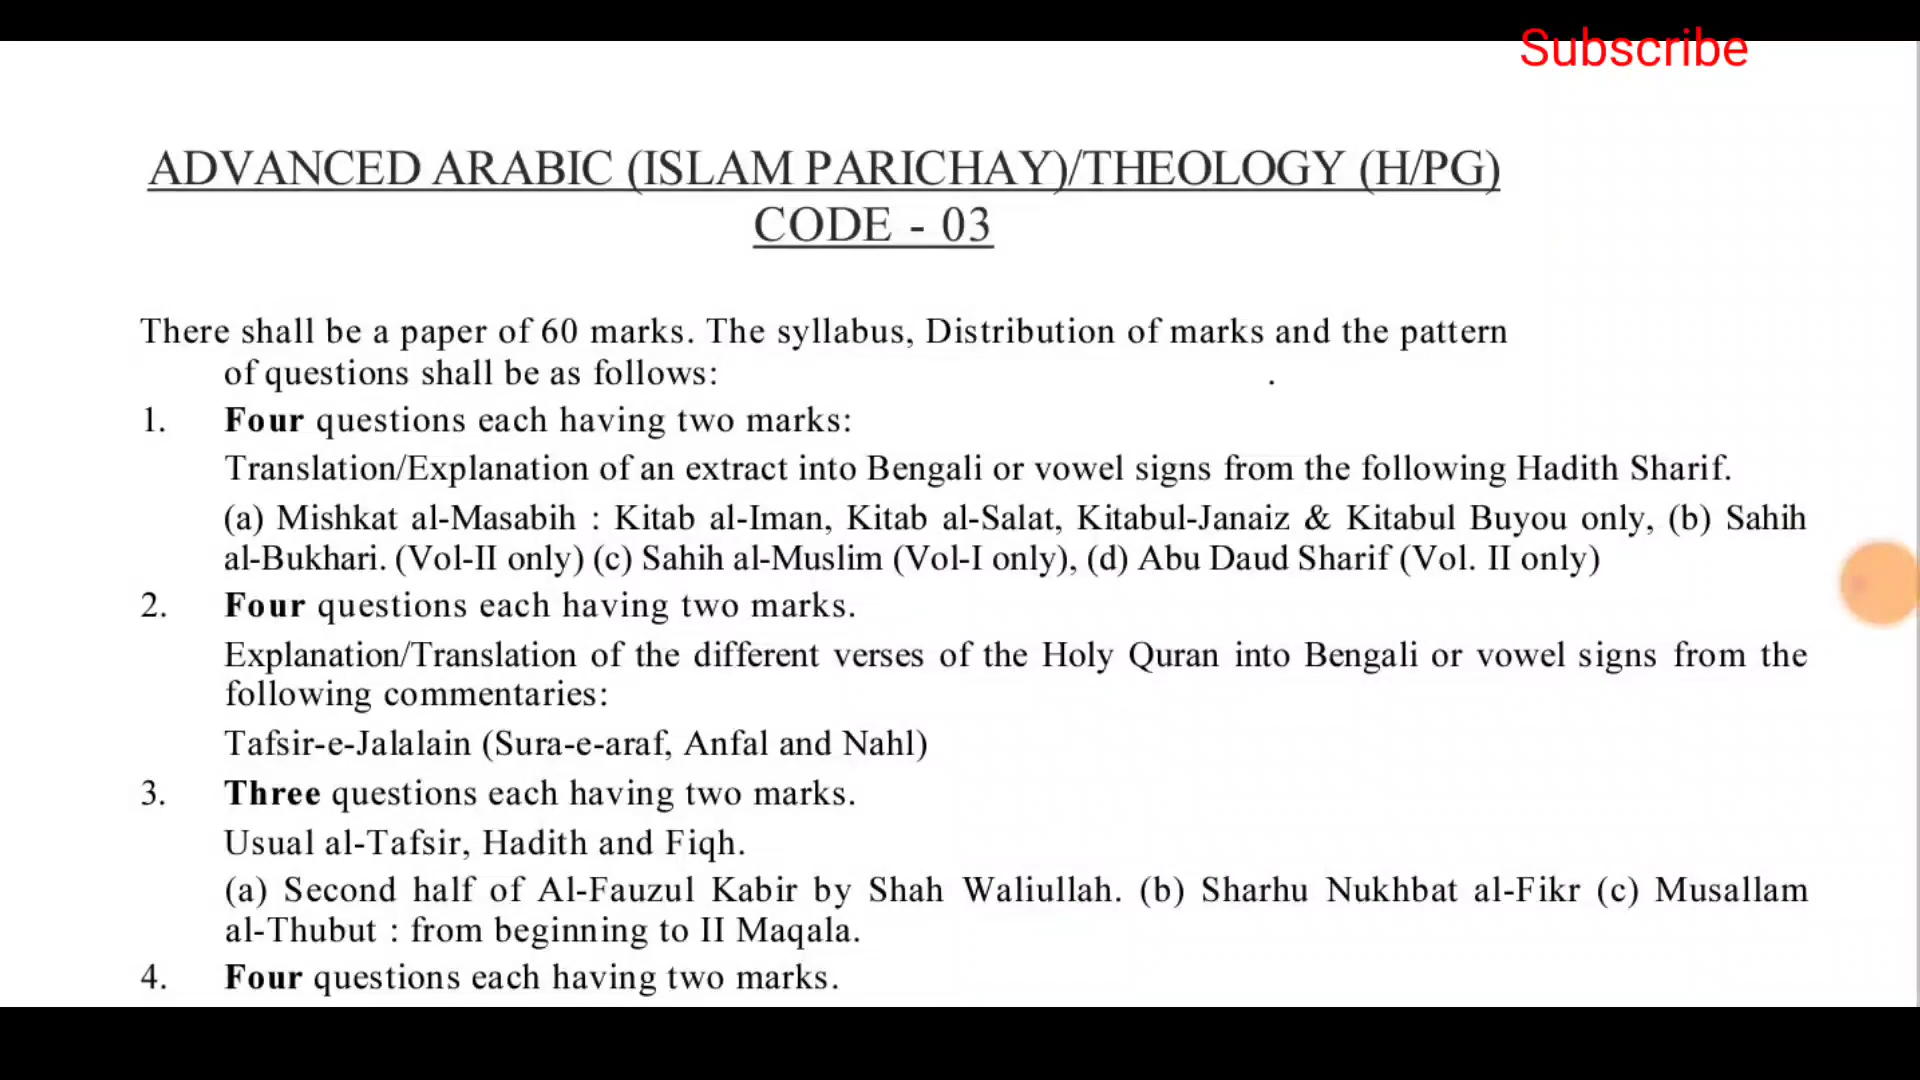 Subscribe
ADVANCED ARABIC (ISLAM PARICHAY)/THEOLOGY (H/PG)
CODE - 03
There shall be a paper of 60 marks. The syllabus, Distribution of marks and the pattern
of questions shall be as follows:
1. Four questions each having two marks:
Translation/Explanation of an extract into Bengali or vowel signs from the following Hadith Sharif.
(a) Mishkat al-Masabih : Kitab al-Iman, Kitab al-Salat, Kitabul-Janaiz & Kitabul Buyou only, (b) Sahih
al-Bukhari. (Vol-II only) (c) Sahih al-Muslim (Vol-I only), (d) Abu Daud Sharif (Vol. II only)
2. Four questions each having two marks.
Explanation/Translation of the different verses of the Holy Quran into Bengali or vowel signs from the
following commentaries:
Tafsir-e-Jalalain (Sura-e-araf, Anfal and Nahl)
3. Three questions each having two marks.
Usual al-Tafsir, Hadith and Fiqh.
(a) Second half of Al-Fauzul Kabir by Shah Waliullah. (b) Sharhu Nukhbat al-Fikr (c) Musallam
al-Thubut : from beginning to II Maqala.
4. Four questions each having two marks.